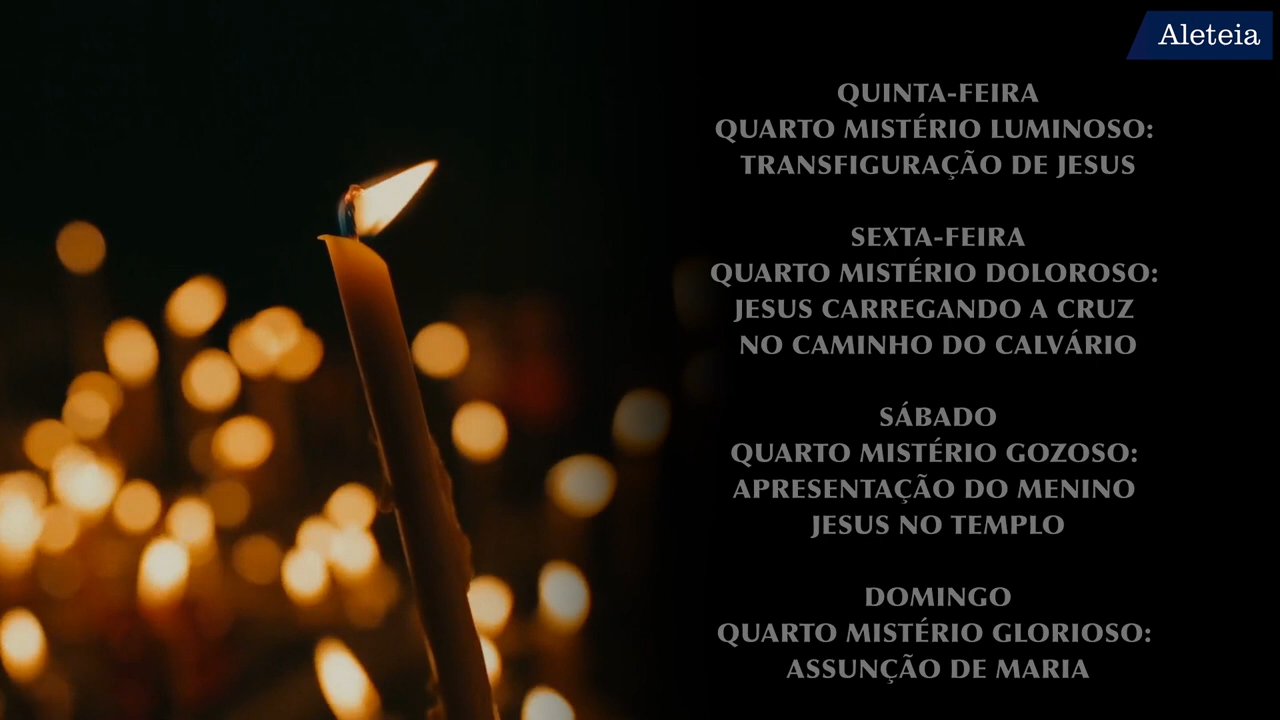 Aleteia
QUINTA-FEIRA
QUARTO MISTÉRIO LUMINOSO:
TRANSFIGURAÇÃO DE JESUS
SEXTA-FEIRA
QUARTO MISTÉRIO DOLOROSO:
JESUS CARREGANDO A CRUZ
NO CAMINHO DO CALVÁRIO
SÁBADO
QUARTO MISTÉRIO GOZOSO:
APRESENTAÇÃO DO MENINO
JESUS NO TEMPLO
DOMINGO
QUARTO MISTÉRIO GLORIOSO:
ASSUNÇÃO DE MARIA